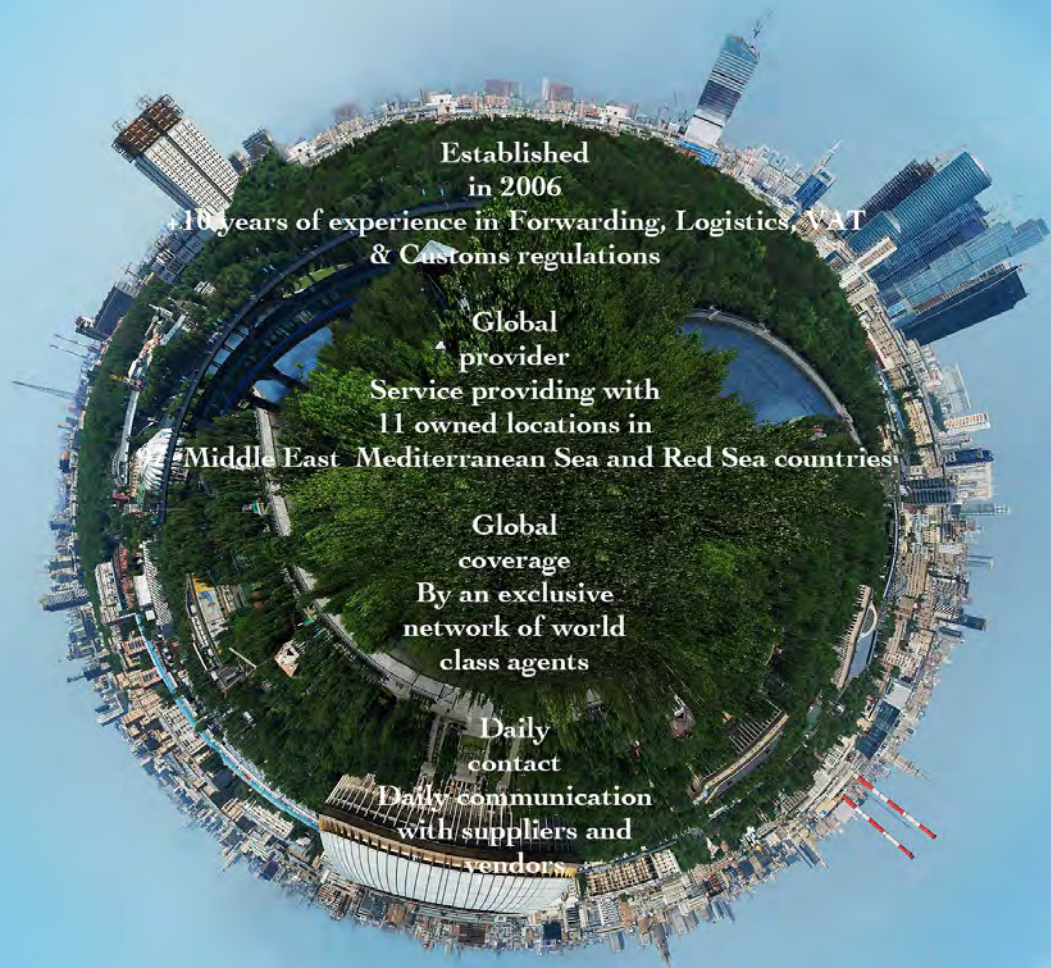 Established
in 2006
+10 years of experience in Forwarding, Logistics, VAT
& Customs regulations
Global
provider
Service providing with
11 owned locations in
Middle East Mediterranean Sea and Red Sea countries
Global
coverage
By an exclusive
network of world
class agents
Daily
contact
Daily communication
with suppliers and
vendors